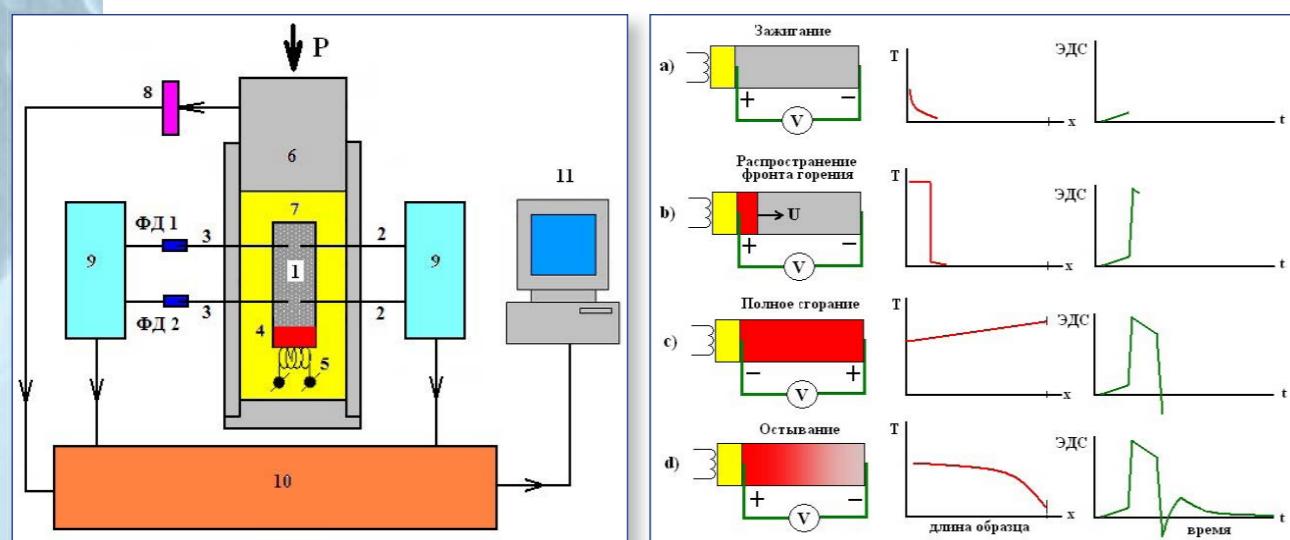 P
8
6
11
7
ФД 1
3
2
9
1
9
ФД 2
3
4
2
5
10
Зажигание
a)
+
−
V
T
x
ЭДС
t
Распространение
фронта горения
b)
U
+
−
V
T
x
ЭДС
t
Полное сгорание
c)
−
+
V
T
x
ЭДС
t
Остывание
d)
+
−
V
T
x
длина образца
ЭДС
t
время